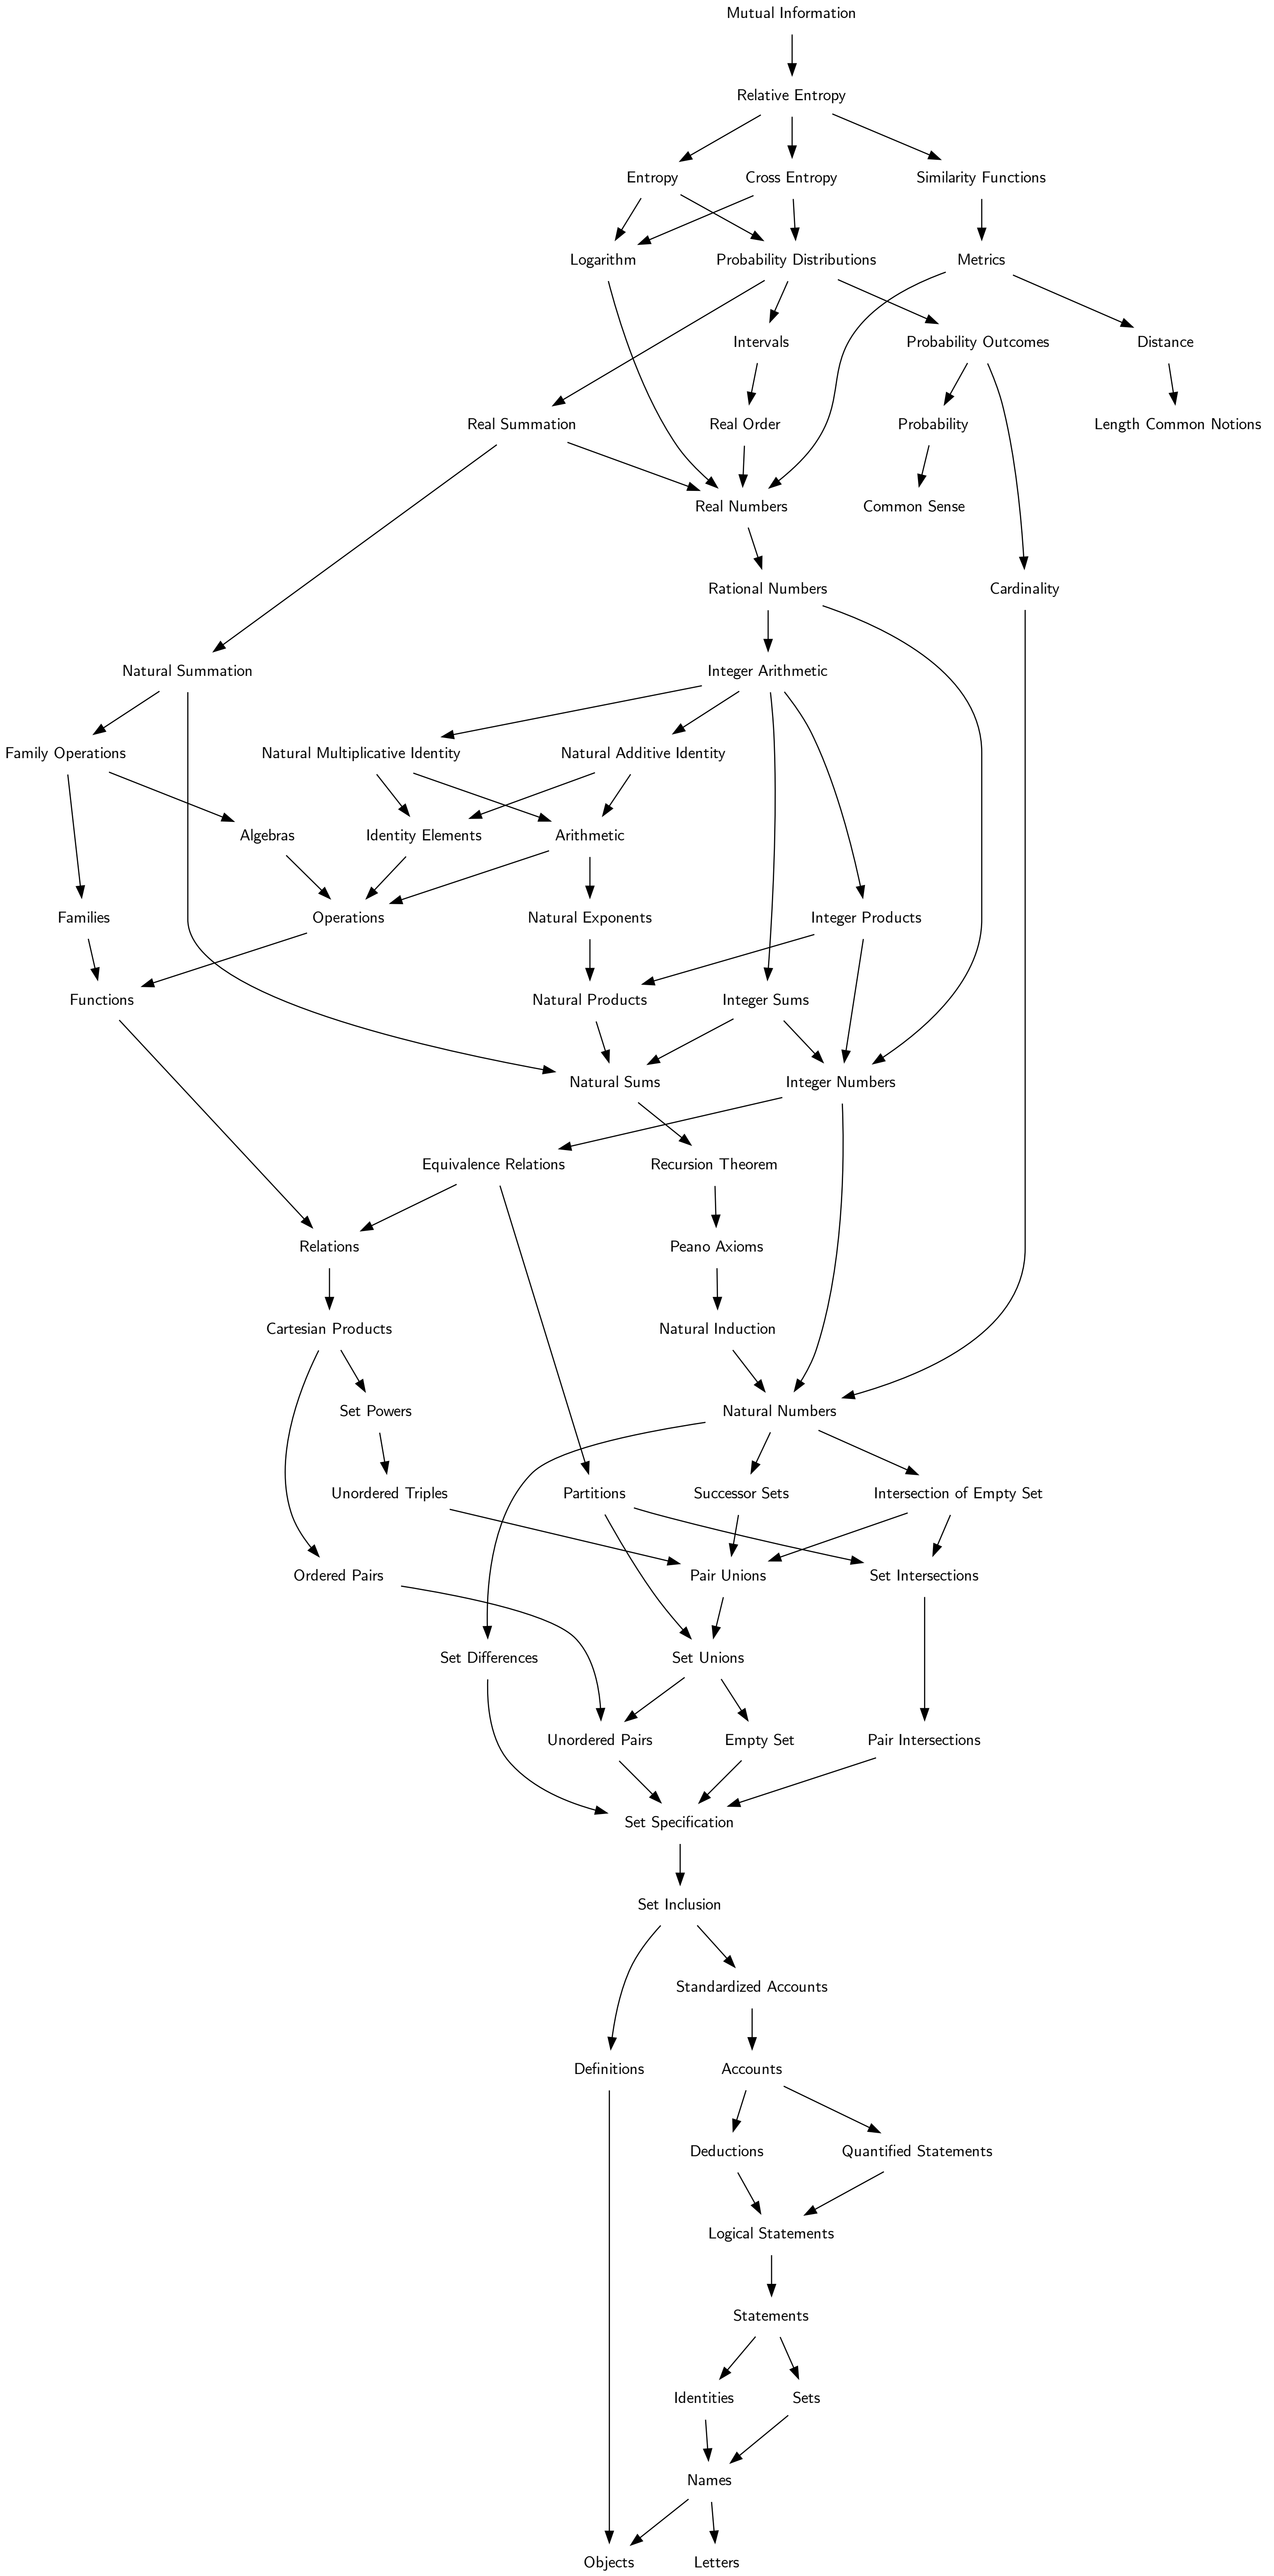 Mutual Information
Relative Entropy
Entropy
Cross Entropy
Similarity Functions
Logarithm
Probability Distributions
Metrics
Intervals
Probability Outcomes
Distance
Real Summation
Real Order
Probability
Length Common Notions
Real Numbers
Common Sense
Rational Numbers
Cardinality
Natural Summation
Integer Arithmetic
Family Operations
Natural Multiplicative Identity
Natural Additive Identity
Algebras
Identity Elements
Arithmetic
Families
Operations
Natural Exponents
Integer Products
Functions
Natural Products
Integer Sums
Natural Sums
Integer Numbers
Equivalence Relations
Recursion Theorem
Relations
Peano Axioms
Cartesian Products
Natural Induction
Set Powers
Natural Numbers
Unordered Triples
Partitions
Successor Sets
Intersection of Empty Set
Ordered Pairs
Pair Unions
Set Intersections
Set Differences
Set Unions
Unordered Pairs
Empty Set
Pair Intersections
Set Specification
Set Inclusion
Standardized Accounts
Definitions
Accounts
Deductions
Quantified Statements
Logical Statements
Statements
Identities
Sets
Names
Objects
Letters